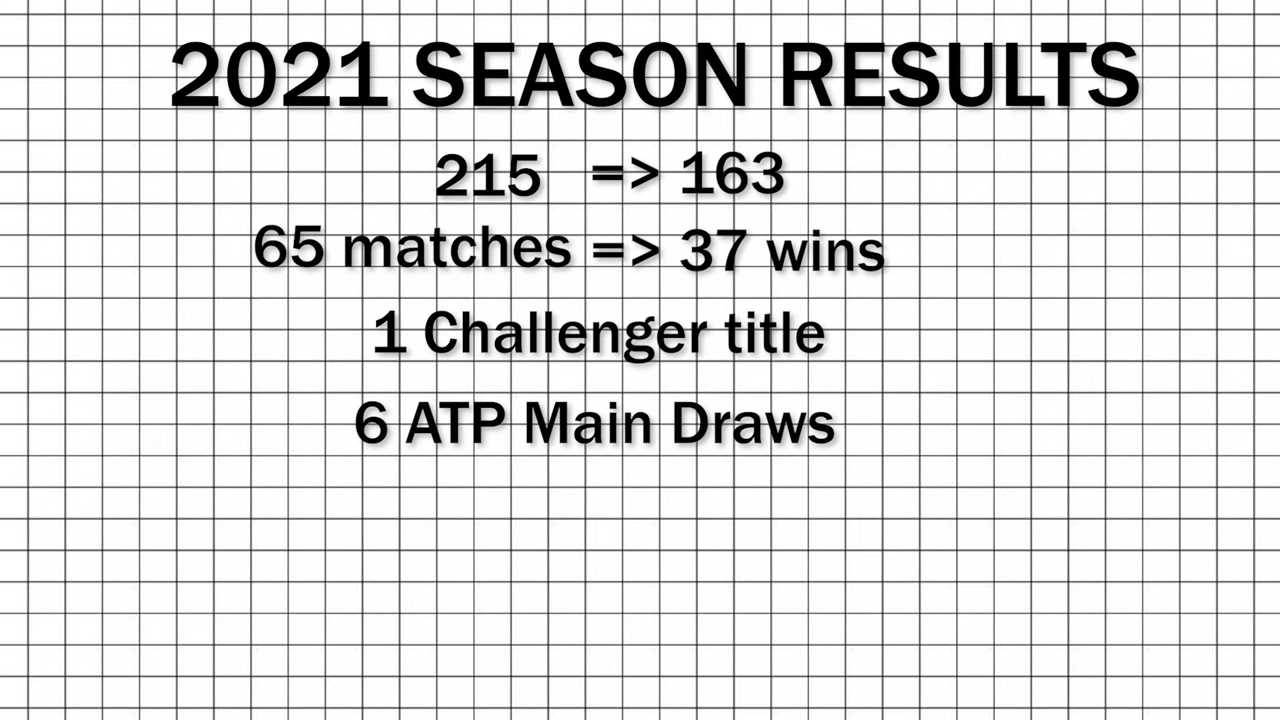 2021 SEASON RESULTS
215 => 163
65 matches => 37 wins
1 Challenger title
6 ATP Main Draws